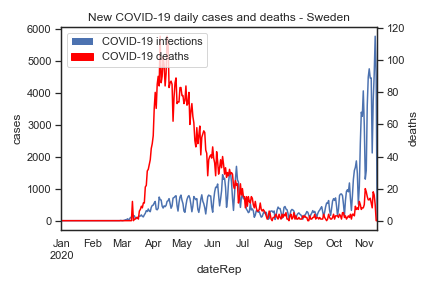 New COVID-19 daily cases and deaths - Sweden
COVID-19 infections
COVID-19 deaths
6000
5000
4000
3000
2000
1000
0
cases
120
100
80
60
40
20
0
deaths
Jan Feb Mar Apr May Jun Jul Aug Sep Oct Nov
2020
dateRep